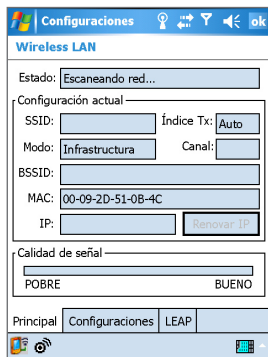 Configuraciones ok
Wireless LAN
Estado: Escaneando red...
Configuración actual
SSID: Índice Tx: Auto
Modo: Infrastructura Canal:
BSSID:
MAC: 00-09-2D-51-0B-4C
IP: Renovar IP
Calidad de señal
POBRE BUENO
Principal Configuraciones LEAP